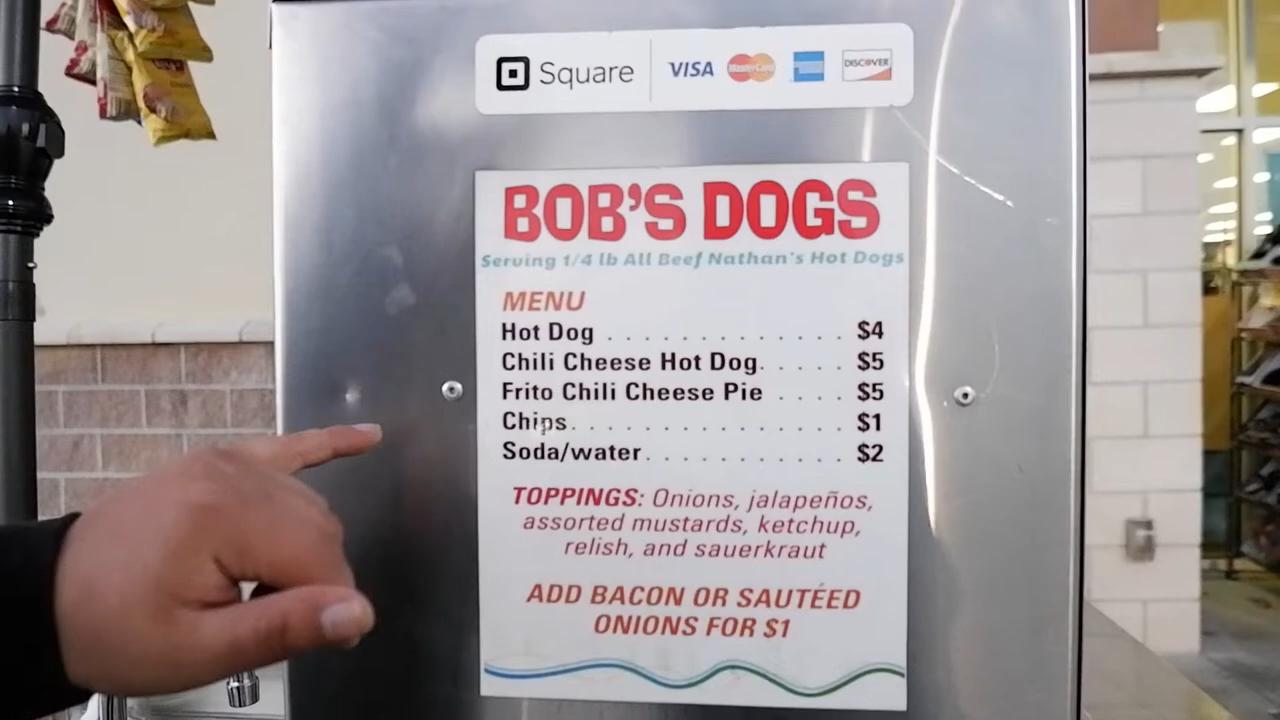 Square VISA MasterCard DISCOVER
BOB'S DOGS
Serving 1/4 lb All Beef Nathan's Hot Dogs
MENU
Hot Dog . . . . . . . . . . . . . $4
Chili Cheese Hot Dog. . . . . . $5
Frito Chili Cheese Pie . . . . $5
Chips. . . . . . . . . . . . . . . $1
Soda/water. . . . . . . . . . . $2
TOPPINGS: Onions, jalapeños,
assorted mustards, ketchup,
relish, and sauerkraut
ADD BACON OR SAUTÉED
ONIONS FOR $1